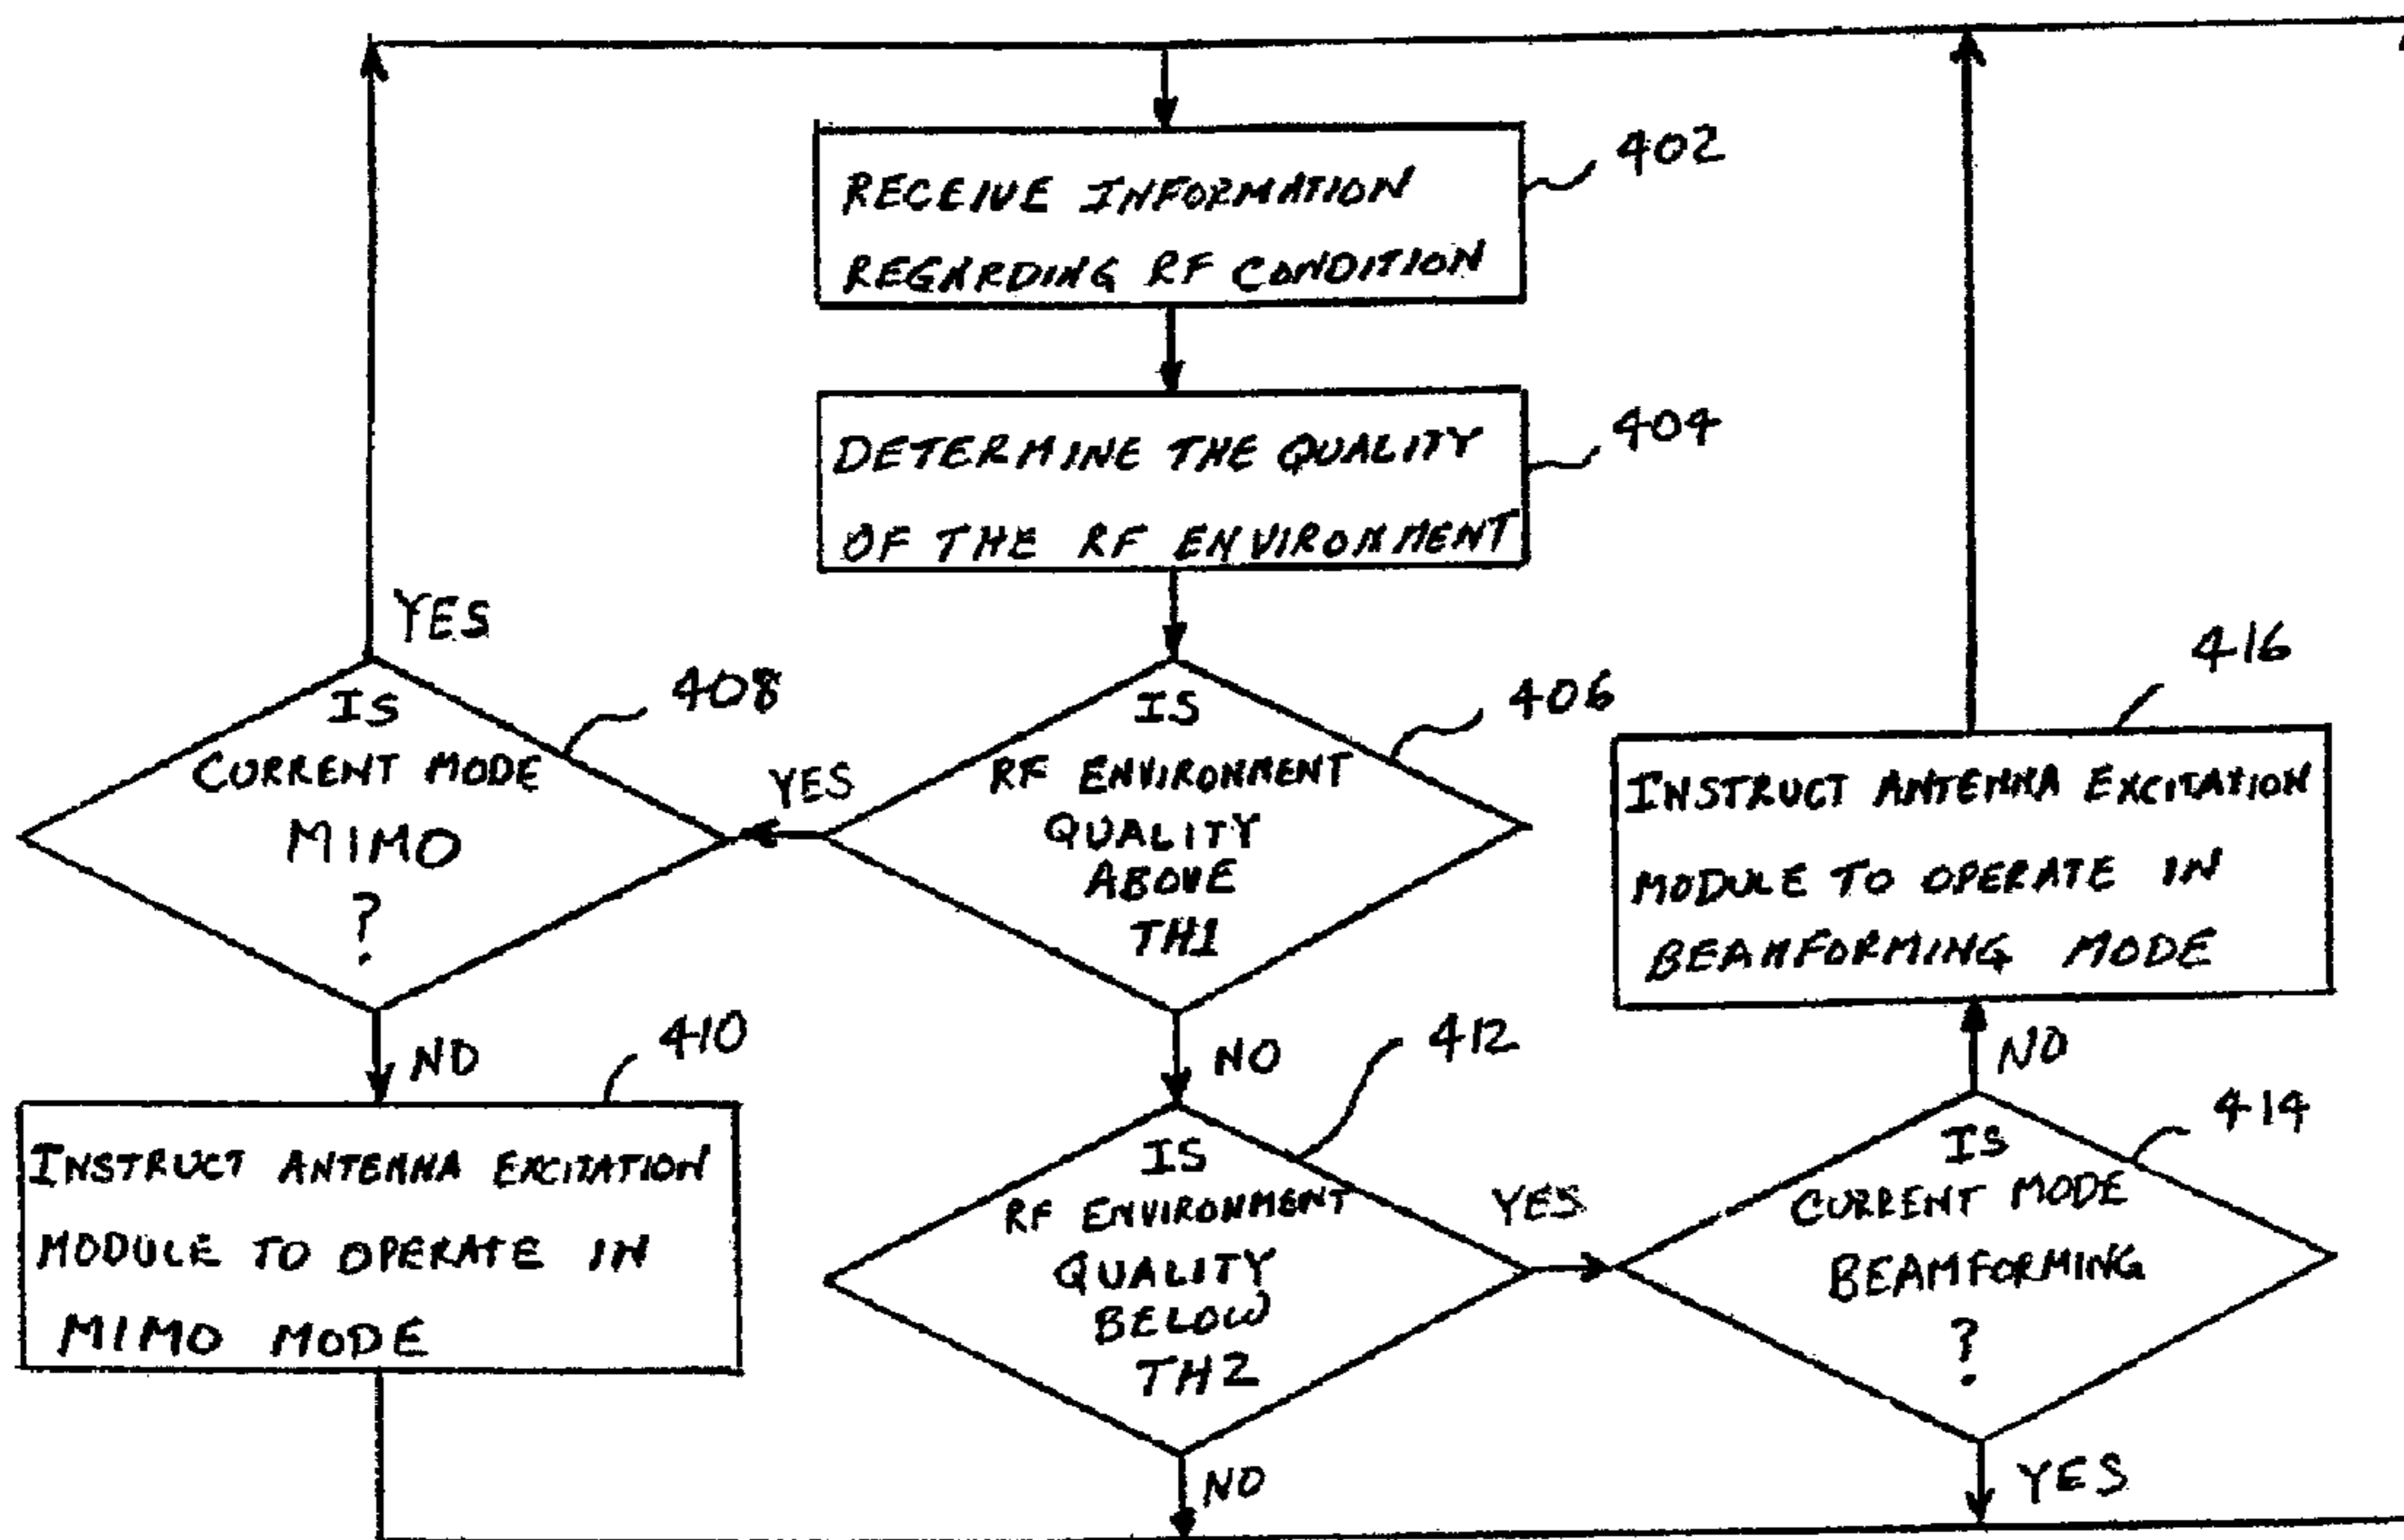 RECEIVE INFORMATION
REGARDING RF CONDITION
402
DETERMINE THE QUALITY
OF THE RF ENVIRONMENT
404
YES
IS
CURRENT MODE
MIMO
?
408
YES
IS
RF ENVIRONMENT
QUALITY
ABOVE
TH1
406
416
INSTRUCT ANTENNA EXCITATION
MODULE TO OPERATE IN
BEAMFORMING MODE
NO
410
INSTRUCT ANTENNA EXCITATION
MODULE TO OPERATE IN
MIMO MODE
NO
412
IS
RF ENVIRONMENT
QUALITY
BELOW
TH2
YES
NO
NO
414
IS
CURRENT MODE
BEAMFORMING
?
YES